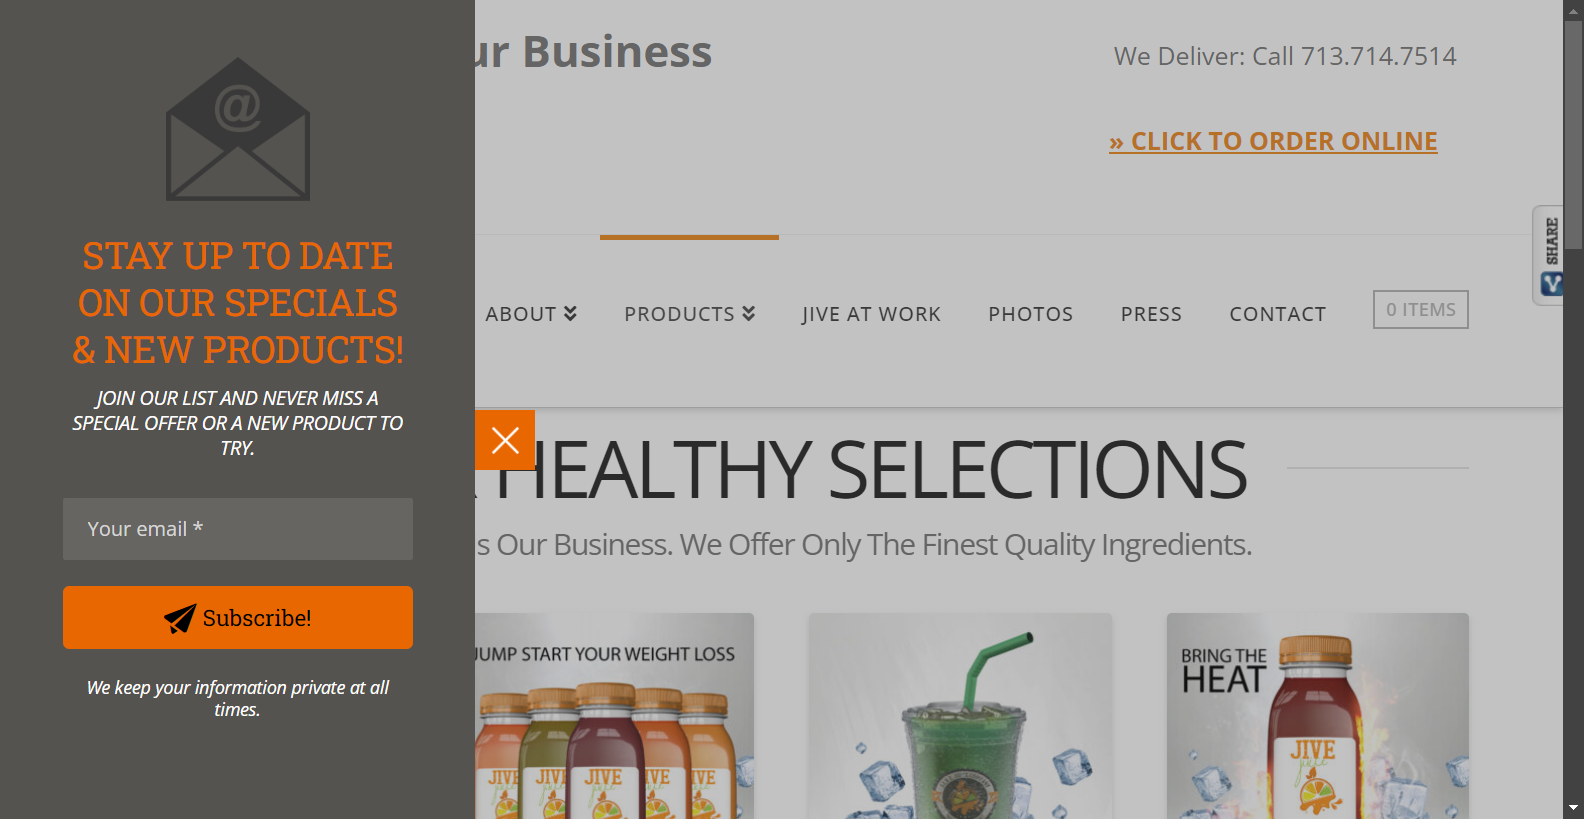 @
STAY UP TO DATE
ON OUR SPECIALS
& NEW PRODUCTS!
JOIN OUR LIST AND NEVER MISS A
SPECIAL OFFER OR A NEW PRODUCT TO
TRY.
Your email *
Subscribe!
We keep your information private at all
times.
ur Business
We Deliver: Call 713.714.7514
» CLICK TO ORDER ONLINE
SHARE
ABOUT PRODUCTS JIVE AT WORK PHOTOS PRESS CONTACT 0 ITEMS
HEALTHY SELECTIONS
s Our Business. We Offer Only The Finest Quality Ingredients.
JUMP START YOUR WEIGHT LOSS
JIVE
JIVE
JIVE
BRING THE
HEAT
JIVE
juice